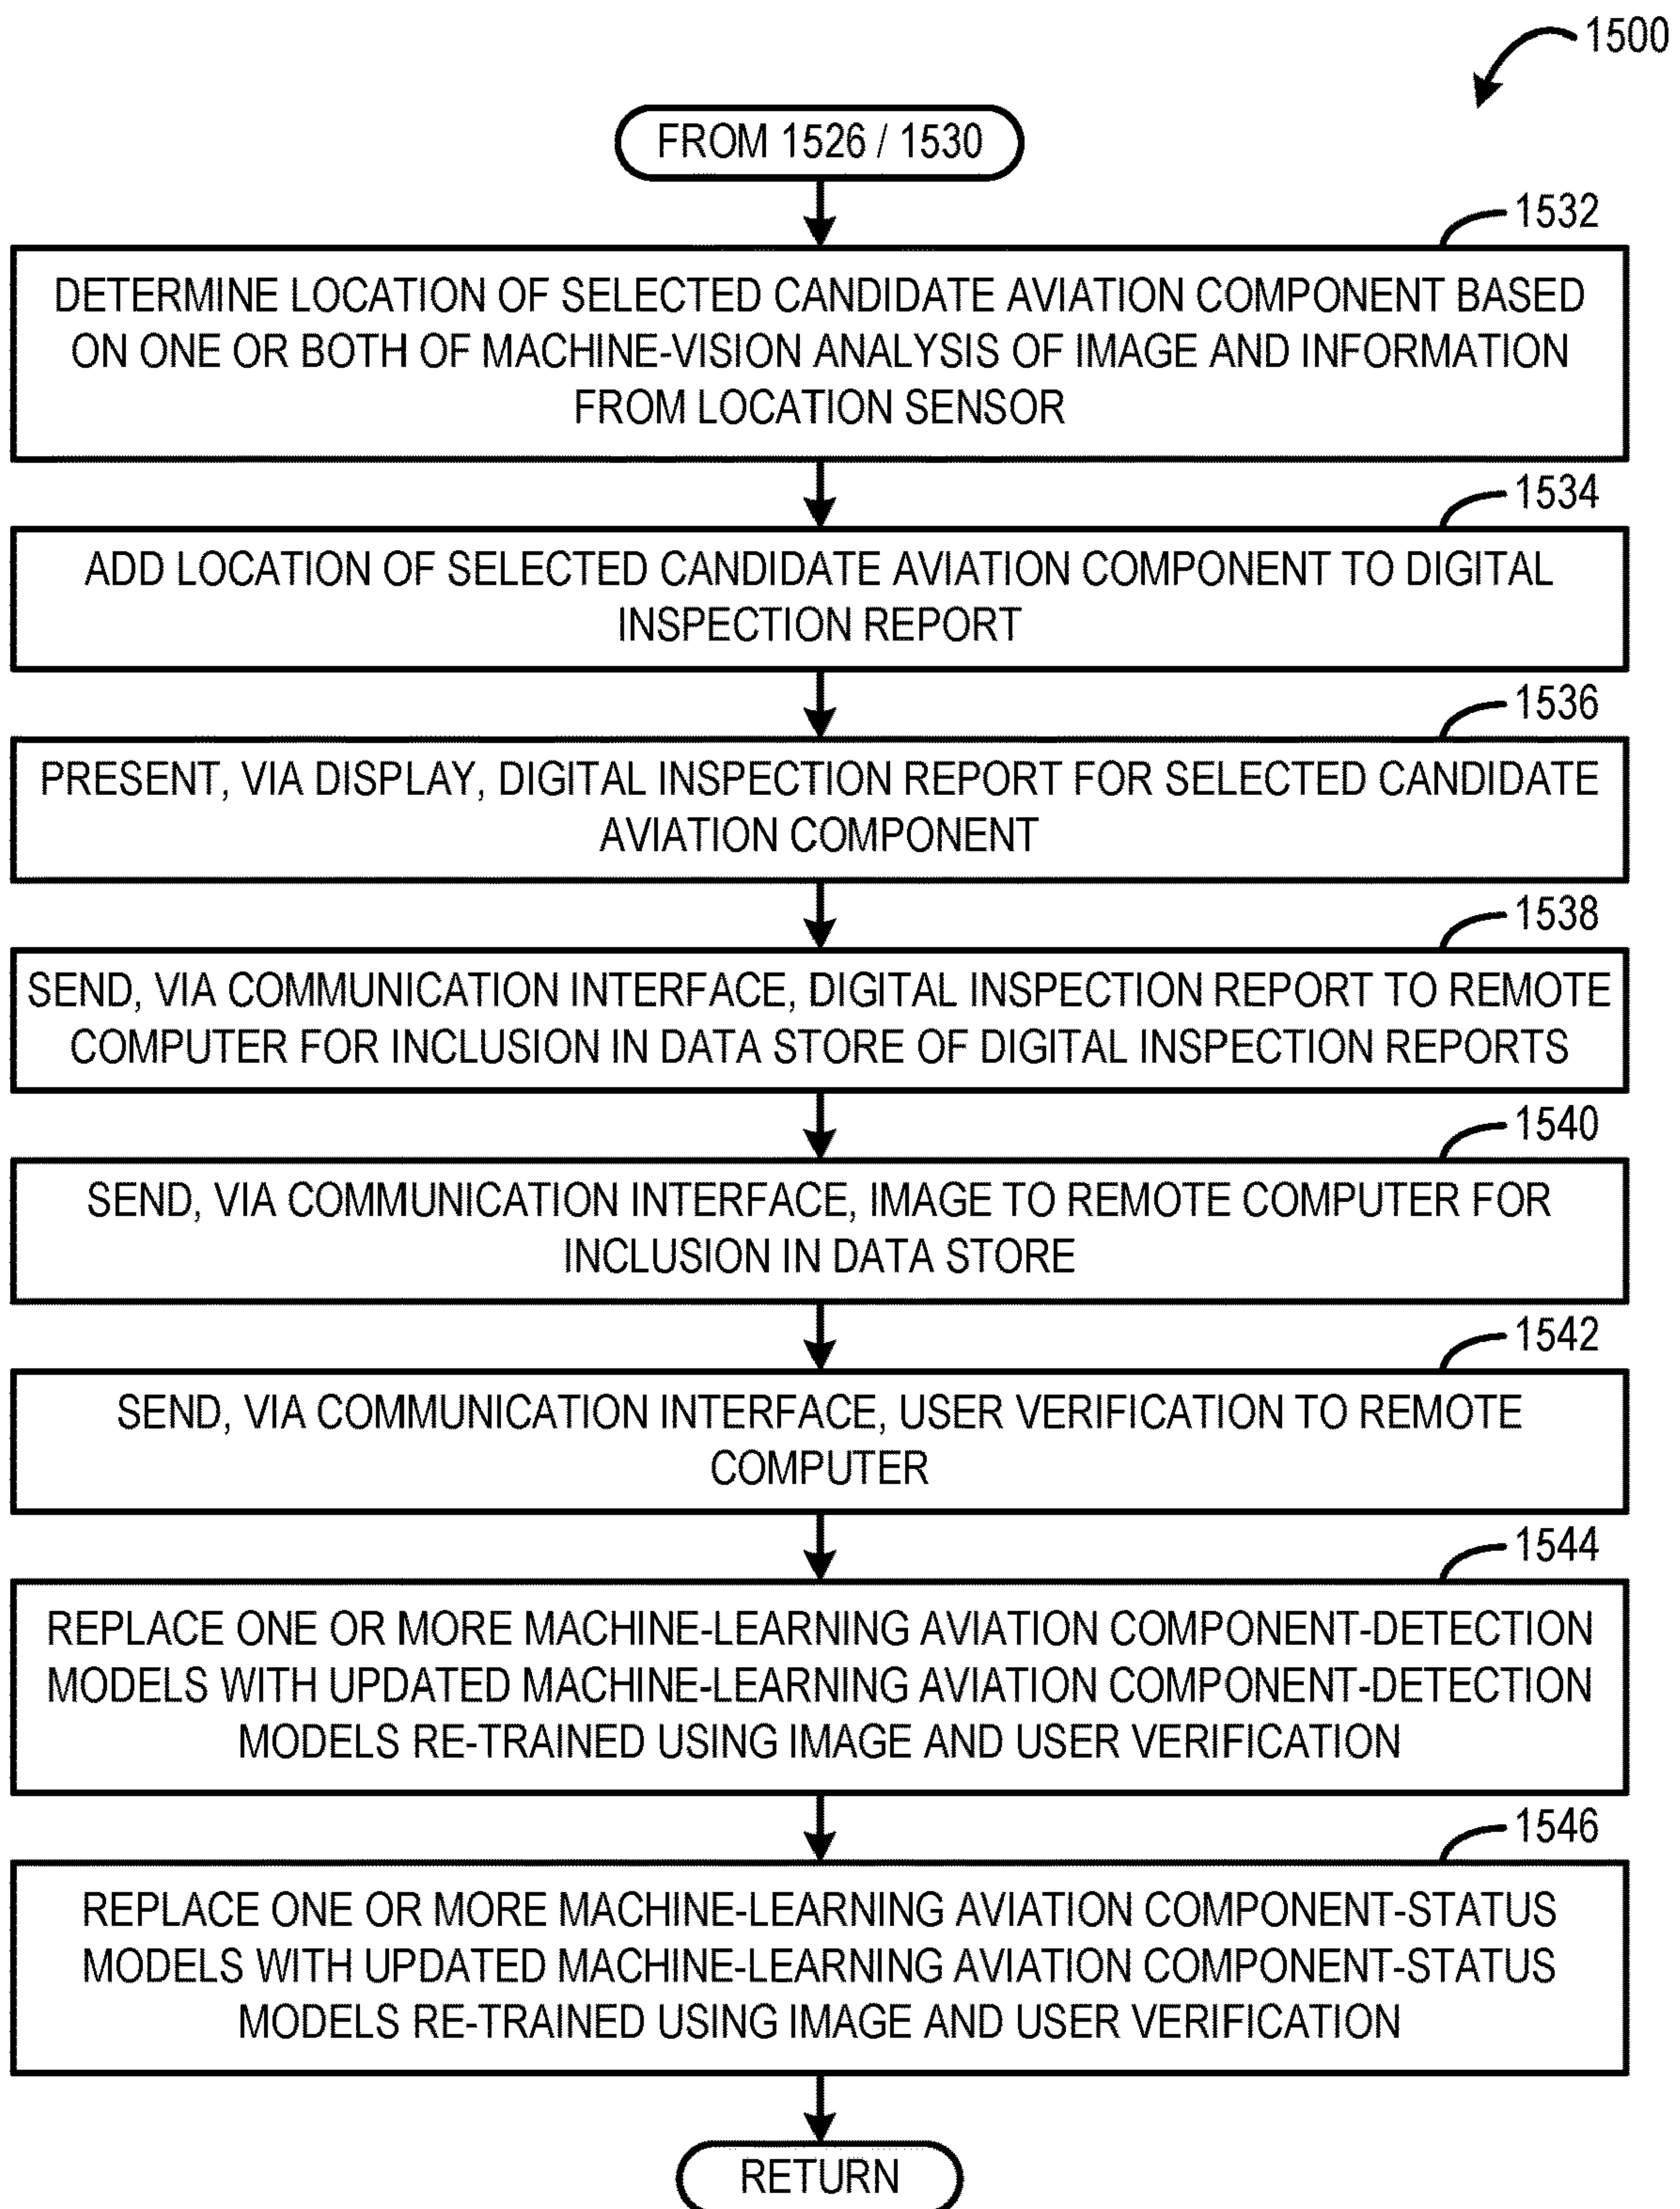 1500
FROM 1526 / 1530
1532
DETERMINE LOCATION OF SELECTED CANDIDATE AVIATION COMPONENT BASED
ON ONE OR BOTH OF MACHINE-VISION ANALYSIS OF IMAGE AND INFORMATION
FROM LOCATION SENSOR
1534
ADD LOCATION OF SELECTED CANDIDATE AVIATION COMPONENT TO DIGITAL
INSPECTION REPORT
1536
PRESENT, VIA DISPLAY, DIGITAL INSPECTION REPORT FOR SELECTED CANDIDATE
AVIATION COMPONENT
1538
SEND, VIA COMMUNICATION INTERFACE, DIGITAL INSPECTION REPORT TO REMOTE
COMPUTER FOR INCLUSION IN DATA STORE OF DIGITAL INSPECTION REPORTS
1540
SEND, VIA COMMUNICATION INTERFACE, IMAGE TO REMOTE COMPUTER FOR
INCLUSION IN DATA STORE
1542
SEND, VIA COMMUNICATION INTERFACE, USER VERIFICATION TO REMOTE
COMPUTER
1544
REPLACE ONE OR MORE MACHINE-LEARNING AVIATION COMPONENT-DETECTION
MODELS WITH UPDATED MACHINE-LEARNING AVIATION COMPONENT-DETECTION
MODELS RE-TRAINED USING IMAGE AND USER VERIFICATION
1546
REPLACE ONE OR MORE MACHINE-LEARNING AVIATION COMPONENT-STATUS
MODELS WITH UPDATED MACHINE-LEARNING AVIATION COMPONENT-STATUS
MODELS RE-TRAINED USING IMAGE AND USER VERIFICATION
RETURN